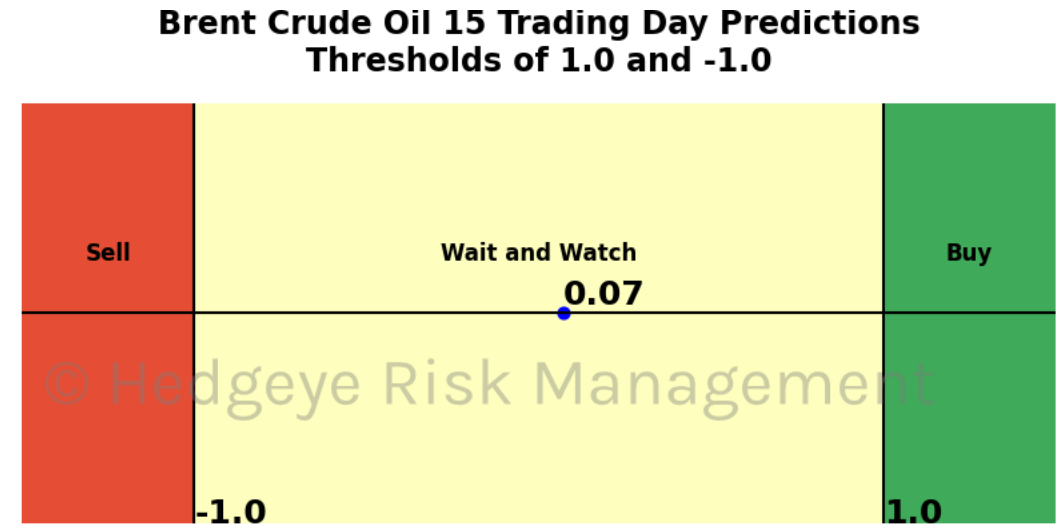 Brent Crude Oil 15 Trading Day Predictions
Thresholds of 1.0 and -1.0
Sell
Wait and Watch
Buy
0.07
© Hedgeye Risk Management
-1.0
1.0